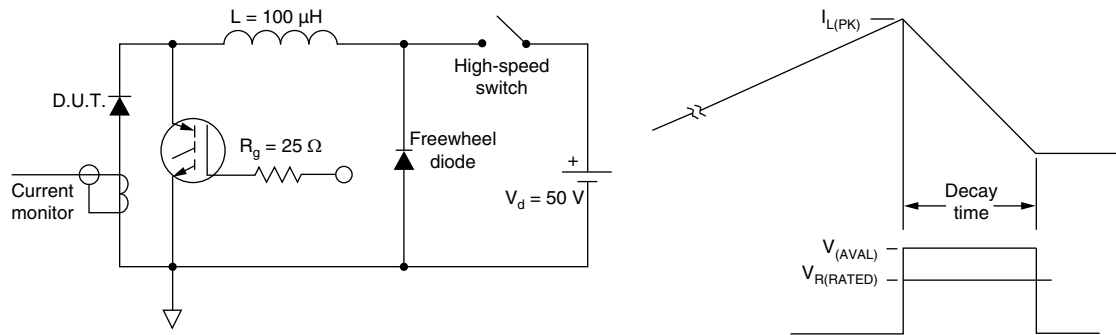 L = 100 µH
D.U.T.
High-speed
switch
R_g = 25 Ω
Freewheel
diode
+
V_d = 50 V
Current
monitor
I_L(PK)
Decay
time
V_(AVAL)
V_R(RATED)